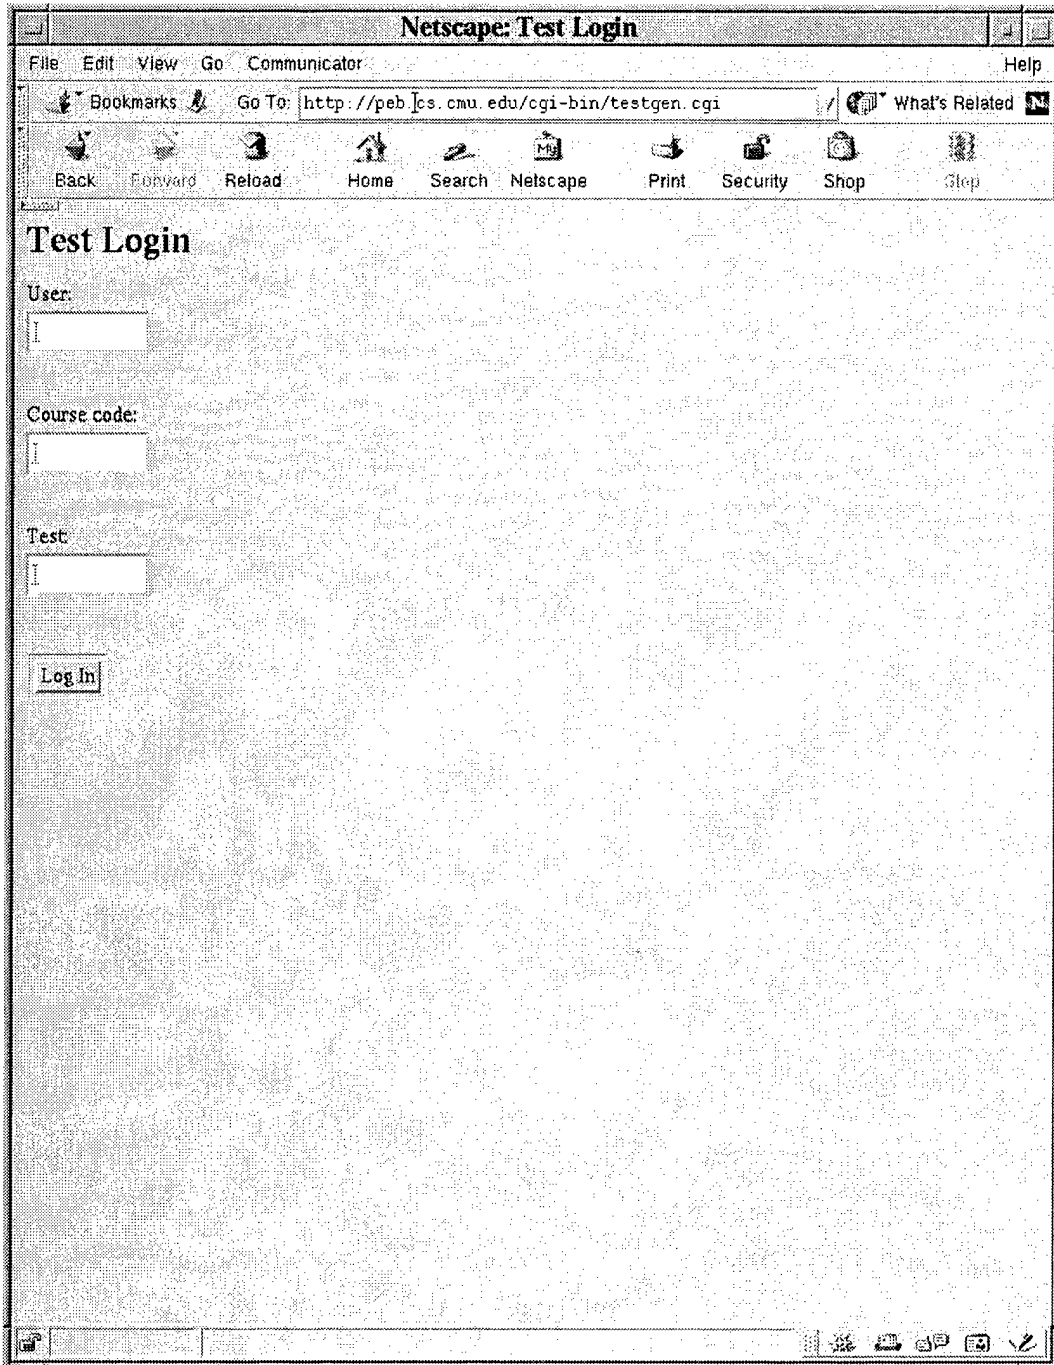 Netscape: Test Login
File Edit View Go Communicator Help
Bookmarks Go To: http://peb.cs.cmu.edu/cgi-bin/testgen.cgi What's Related N
Back Forward Reload Home Search Netscape Print Security Shop Stop
My
Test Login
User:
Course code:
Test:
Log In